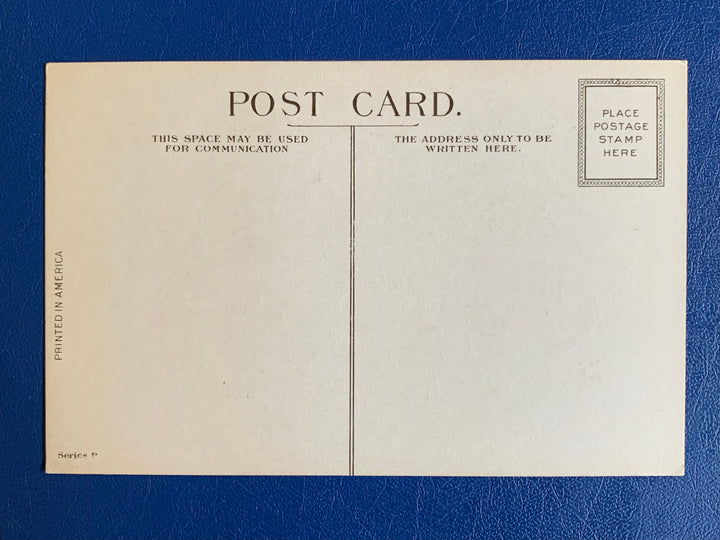 POST CARD.
THIS SPACE MAY BE USED
FOR COMMUNICATION
THE ADDRESS ONLY TO BE
WRITTEN HERE.
PLACE
POSTAGE
STAMP
HERE
PRINTED IN AMERICA
Series P